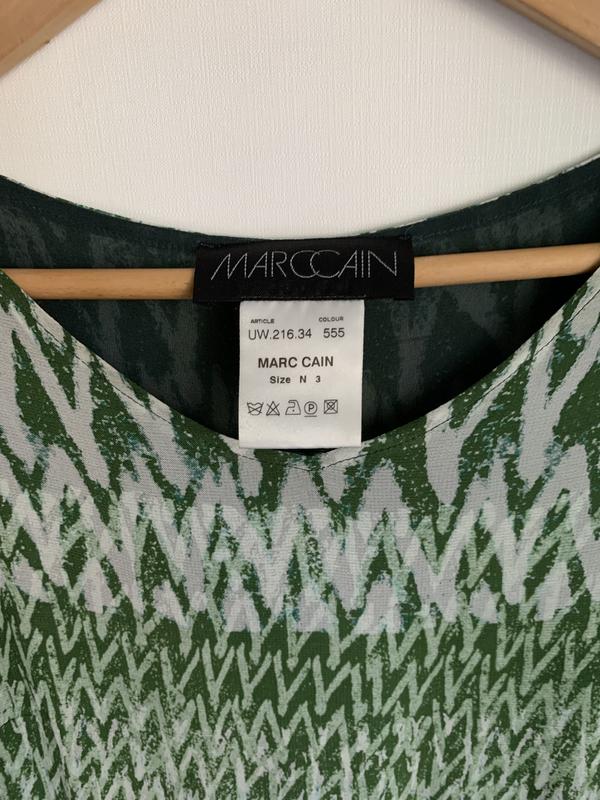 MARCCAIN
ARTICLE COLOUR
UW.216.34 555
MARC CAIN
Size N 3